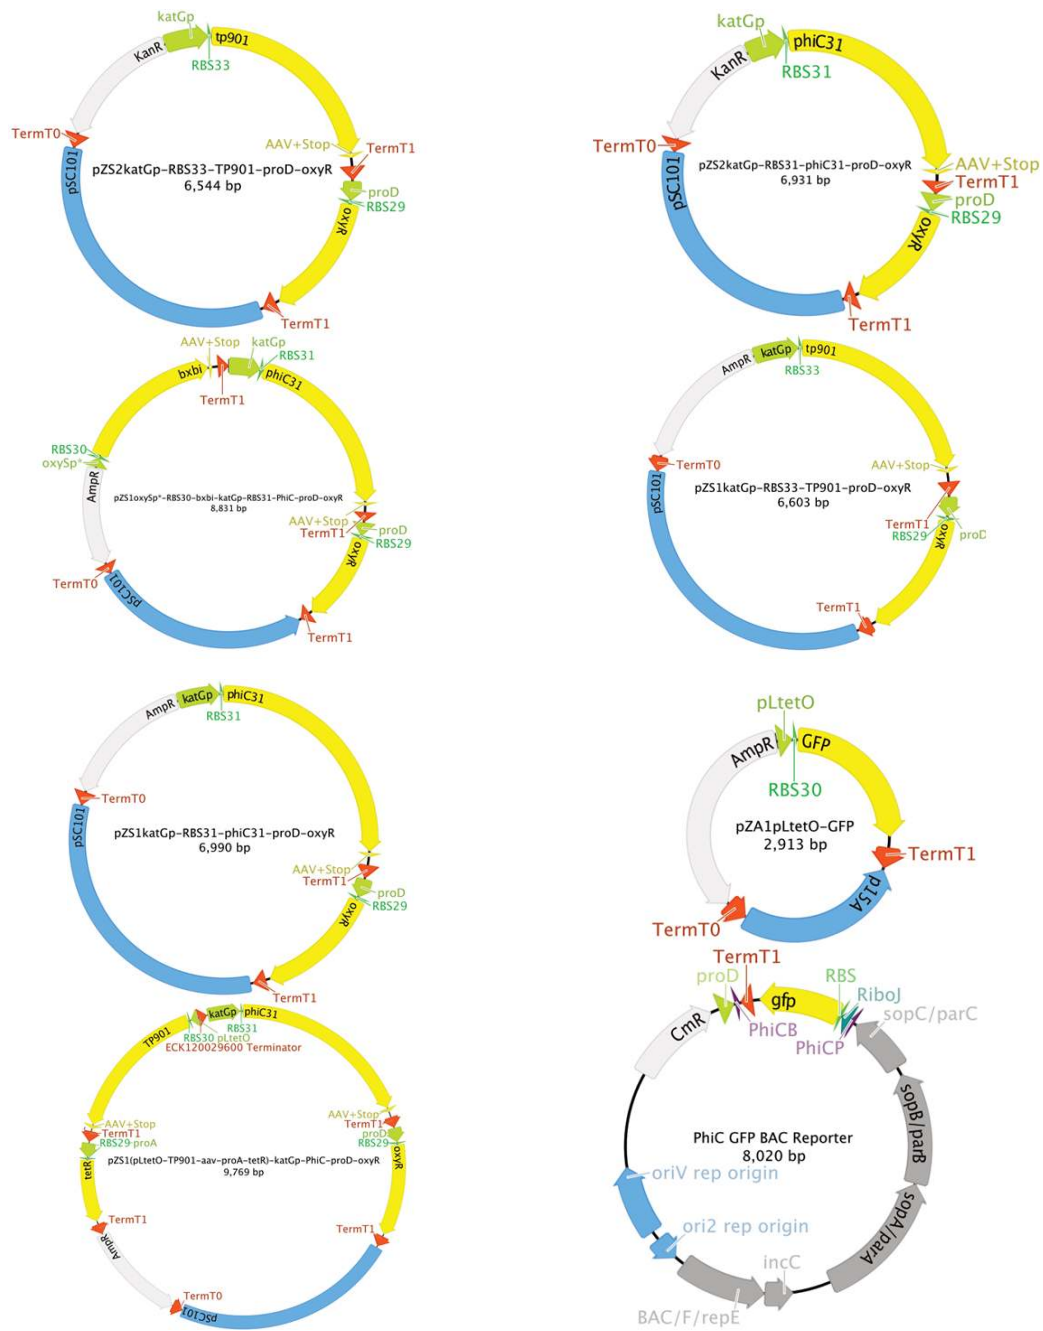 katGp
tp901
KanR
RBS33
TermT0
AAV+Stop
TermT1
pZS2katGp-RBS33-TP901-proD-oxyR
6,544 bp
pSC101
proD
RBS29
oxyR
TermT1
katGp
phiC31
KanR
RBS31
TermT0
AAV+Stop
pZS2katGp-RBS31-phiC31-proD-oxyR
6,931 bp
TermT1
proD
RBS29
pSC101
oxyR
TermT1
AAV+Stop
katGp
RBS31
bxbi
phiC31
TermT1
RBS30
oxySp*
AmpR
pZS1oxySp*-RBS30-bxbi-katGp-RBS31-PhiC-proD-oxyR
8,831 bp
AAV+Stop
TermT1
proD
RBS29
oxyR
TermT0
pSC101
TermT1
AmpR
katGp
tp901
RBS33
TermT0
AAV+Stop
pZS1katGp-RBS33-TP901-proD-oxyR
6,603 bp
pSC101
TermT1
RBS29
proD
oxyR
TermT1
AmpR
katGp
phiC31
RBS31
TermT0
pSC101
pZS1katGp-RBS31-phiC31-proD-oxyR
6,990 bp
AAV+Stop
TermT1
proD
RBS29
oxyR
TermT1
pLtetO
AmpR
GFP
RBS30
pZA1pLtetO-GFP
2,913 bp
TermT1
p15A
TermT0
katGp
phiC31
TP901
RBS30
pLtetO
RBS31
ECK120029600 Terminator
AAV+Stop
TermT1
RBS29
proA
tetR
AAV+Stop
TermT1
proD
RBS29
oxyR
pZS1(pLtetO-TP901-aav-proA-tetR)-katGp-PhiC-proD-oxyR
9,769 bp
TermT1
TermT1
AmpR
TermT0
pSC101
TermT1
proD
gfp
RBS
RiboJ
sopC/parC
CmR
PhiCB
PhiCP
sopB/parB
PhiC GFP BAC Reporter
8,020 bp
oriV rep origin
ori2 rep origin
sopA/parA
incC
BAC/F/repE